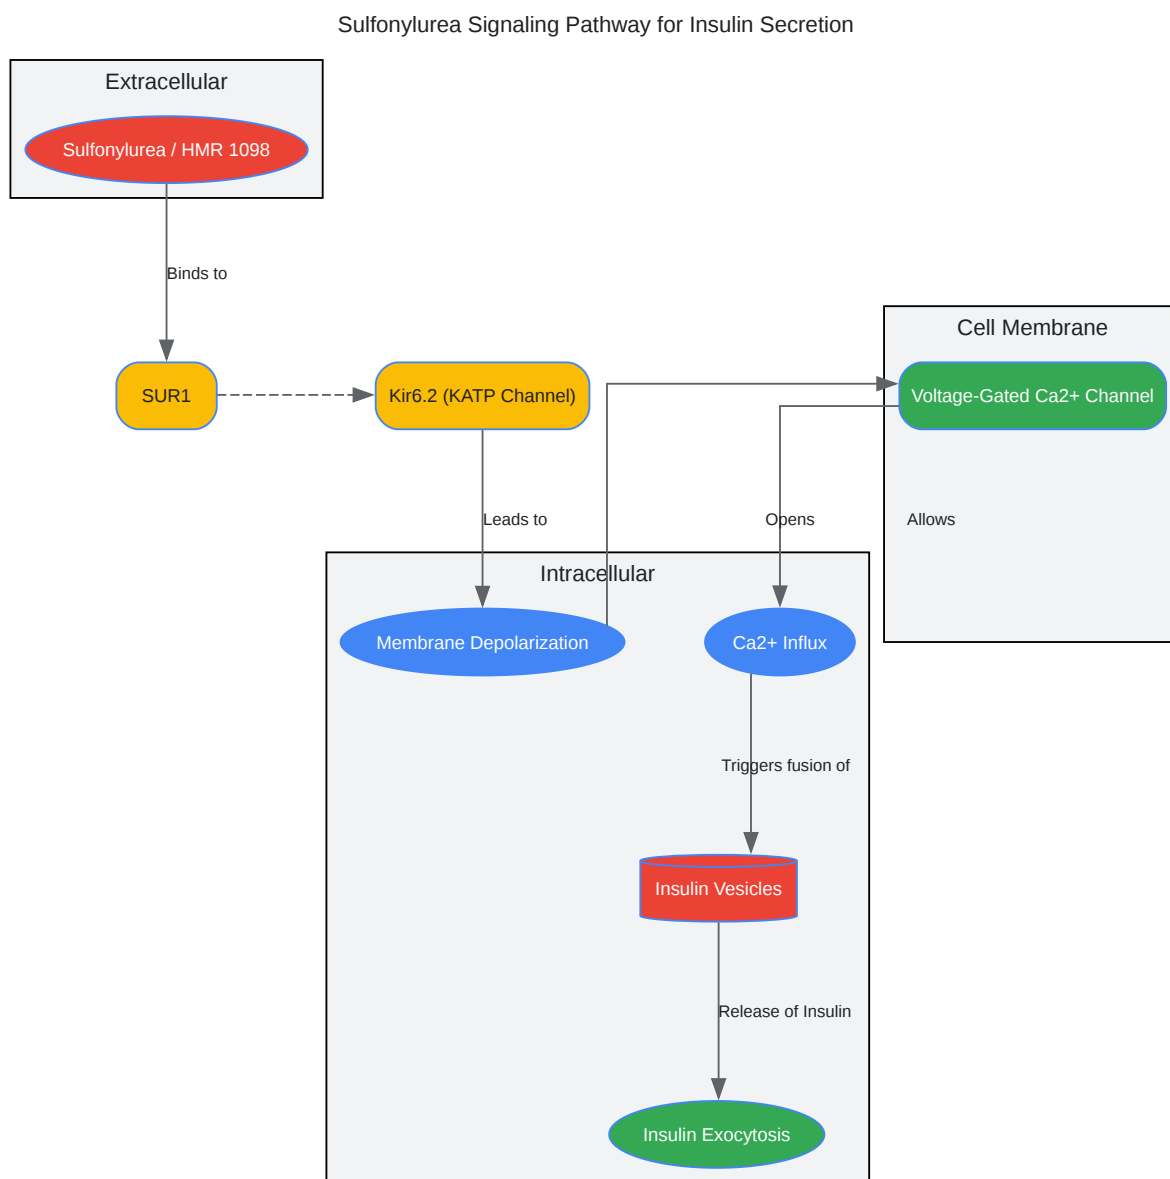 Sulfonylurea Signaling Pathway for Insulin Secretion
Extracellular
Sulfonylurea / HMR 1098
Binds to
Cell Membrane
SUR1
Kir6.2 (KATP Channel)
Voltage-Gated Ca2+ Channel
Leads to
Opens
Allows
Intracellular
Membrane Depolarization
Ca2+ Influx
Triggers fusion of
Insulin Vesicles
Release of Insulin
Insulin Exocytosis